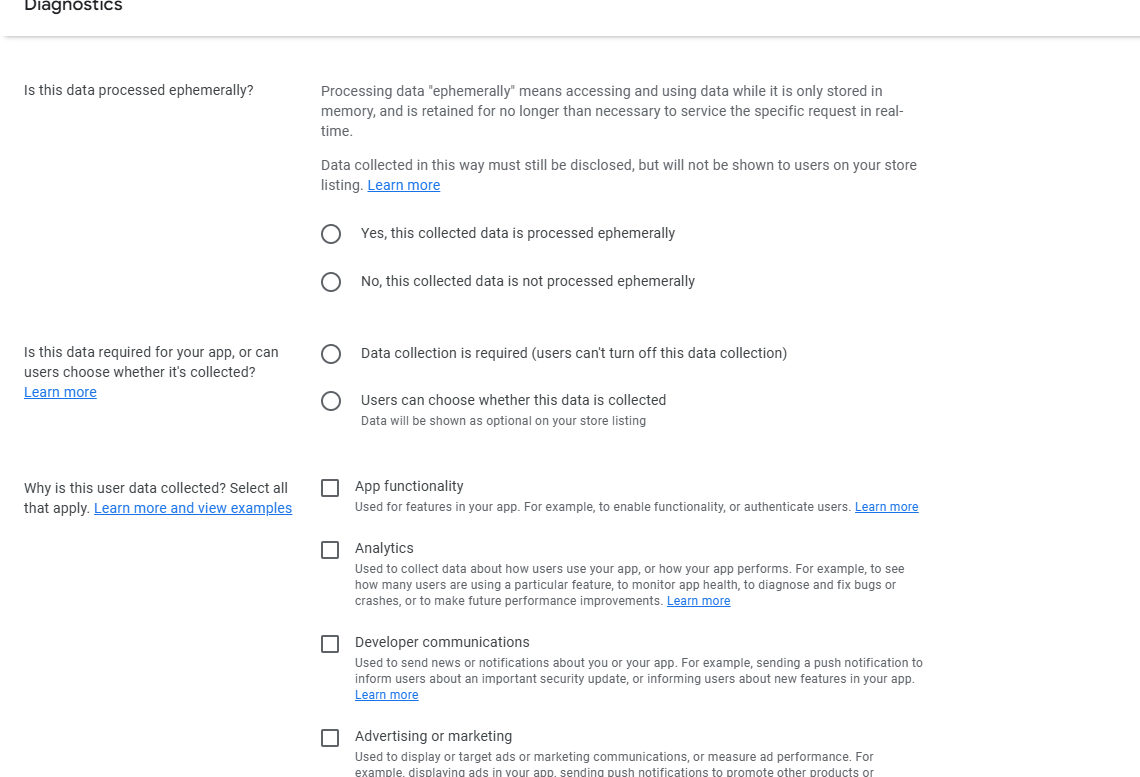 Diagnostics
Is this data processed ephemerally?
Processing data "ephemerally" means accessing and using data while it is only stored in
memory, and is retained for no longer than necessary to service the specific request in real-
time.
Data collected in this way must still be disclosed, but will not be shown to users on your store
listing. Learn more
Yes, this collected data is processed ephemerally
No, this collected data is not processed ephemerally
Is this data required for your app, or can
users choose whether it's collected?
Learn more
Data collection is required (users can't turn off this data collection)
Users can choose whether this data is collected
Data will be shown as optional on your store listing
Why is this user data collected? Select all
that apply. Learn more and view examples
App functionality
Used for features in your app. For example, to enable functionality, or authenticate users. Learn more
Analytics
Used to collect data about how users use your app, or how your app performs. For example, to see
how many users are using a particular feature, to monitor app health, to diagnose and fix bugs or
crashes, or to make future performance improvements. Learn more
Developer communications
Used to send news or notifications about you or your app. For example, sending a push notification to
inform users about an important security update, or informing users about new features in your app.
Learn more
Advertising or marketing
Used to display or target ads or marketing communications, or measure ad performance. For
example, displaying ads in your app, sending push notifications to promote other products or